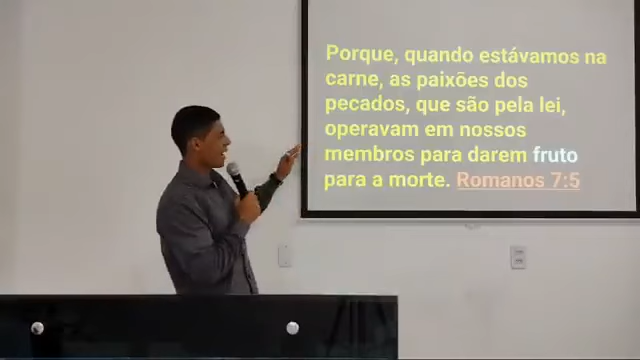 Porque, quando estávamos na
carne, as paixões dos
pecados, que são pela lei,
operavam em nossos
membros para darem fruto
para a morte. Romanos 7:5